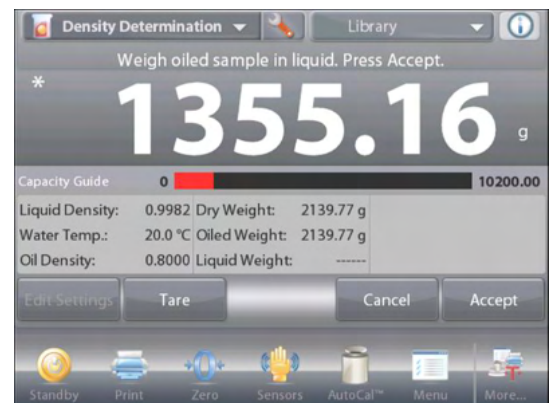 Density Determination Library
Weigh oiled sample in liquid. Press Accept.
* 1355.16 g
Capacity Guide 0 10200.00
Liquid Density: 0.9982 Dry Weight: 2139.77 g
Water Temp.: 20.0 °C Oiled Weight: 2139.77 g
Oil Density: 0.8000 Liquid Weight: ------
Edit Settings Tare Cancel Accept
Standby Print Zero Sensors AutoCal™ Menu More...